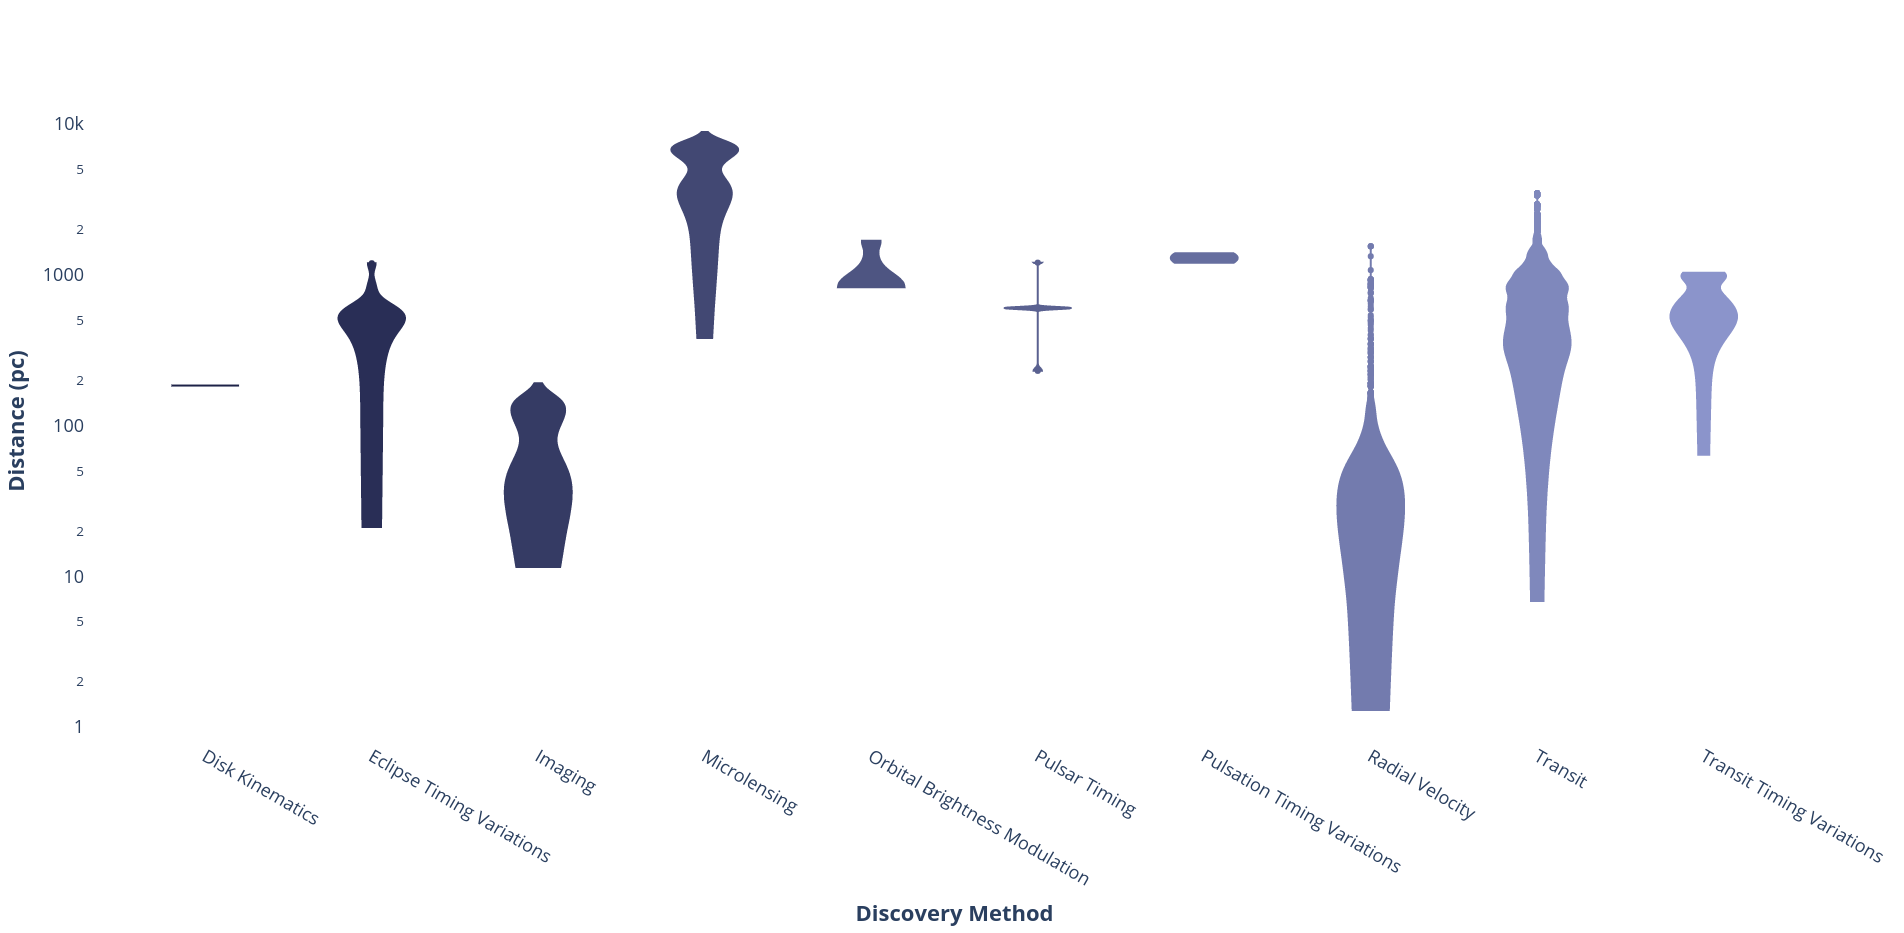 10k
5
2
1000
5
2
100
5
2
10
5
2
1
Distance (pc)
Disk Kinematics
Eclipse Timing Variations
Imaging
Microlensing
Orbital Brightness Modulation
Pulsar Timing
Pulsation Timing Variations
Radial Velocity
Transit
Transit Timing Variations
Discovery Method